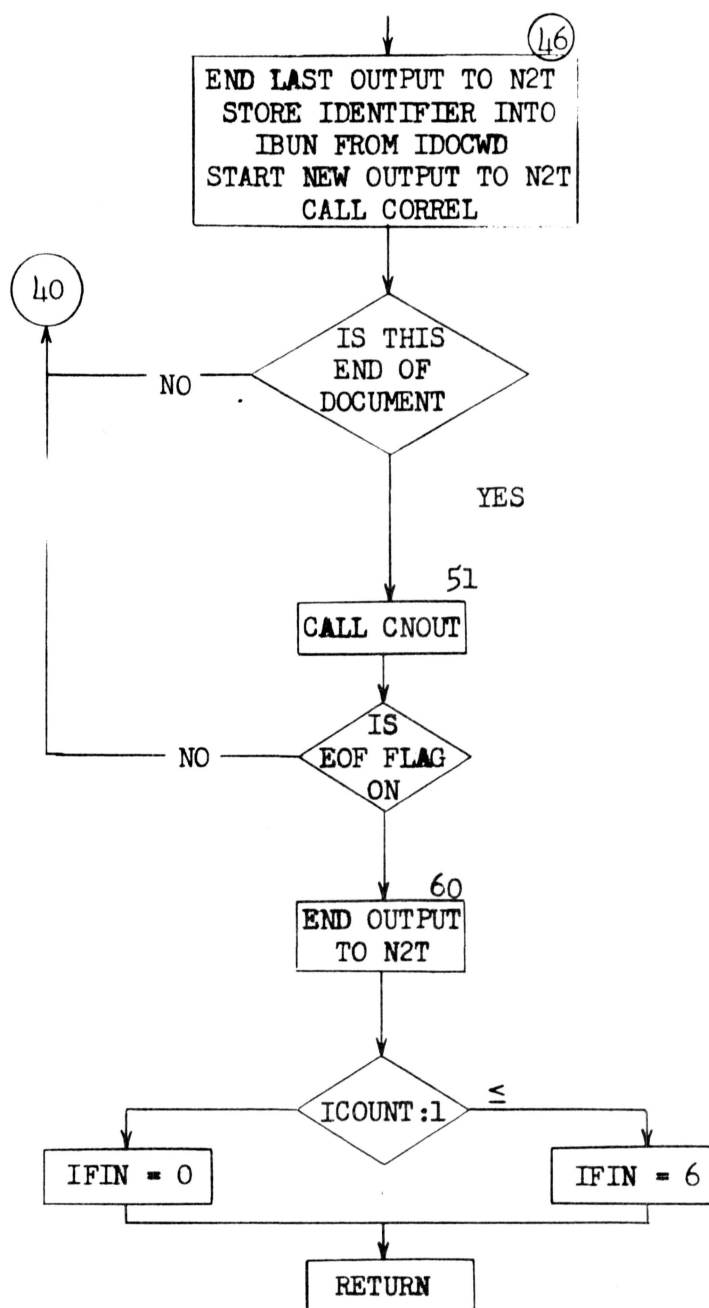 46
END LAST OUTPUT TO N2T
STORE IDENTIFIER INTO
IBUN FROM IDOCWD
START NEW OUTPUT TO N2T
CALL CORREL
40
IS THIS
END OF
DOCUMENT
NO
YES
51
CALL CNOUT
IS
EOF FLAG
ON
NO
60
END OUTPUT
TO N2T
ICOUNT:1
≤
IFIN = 0
IFIN = 6
RETURN